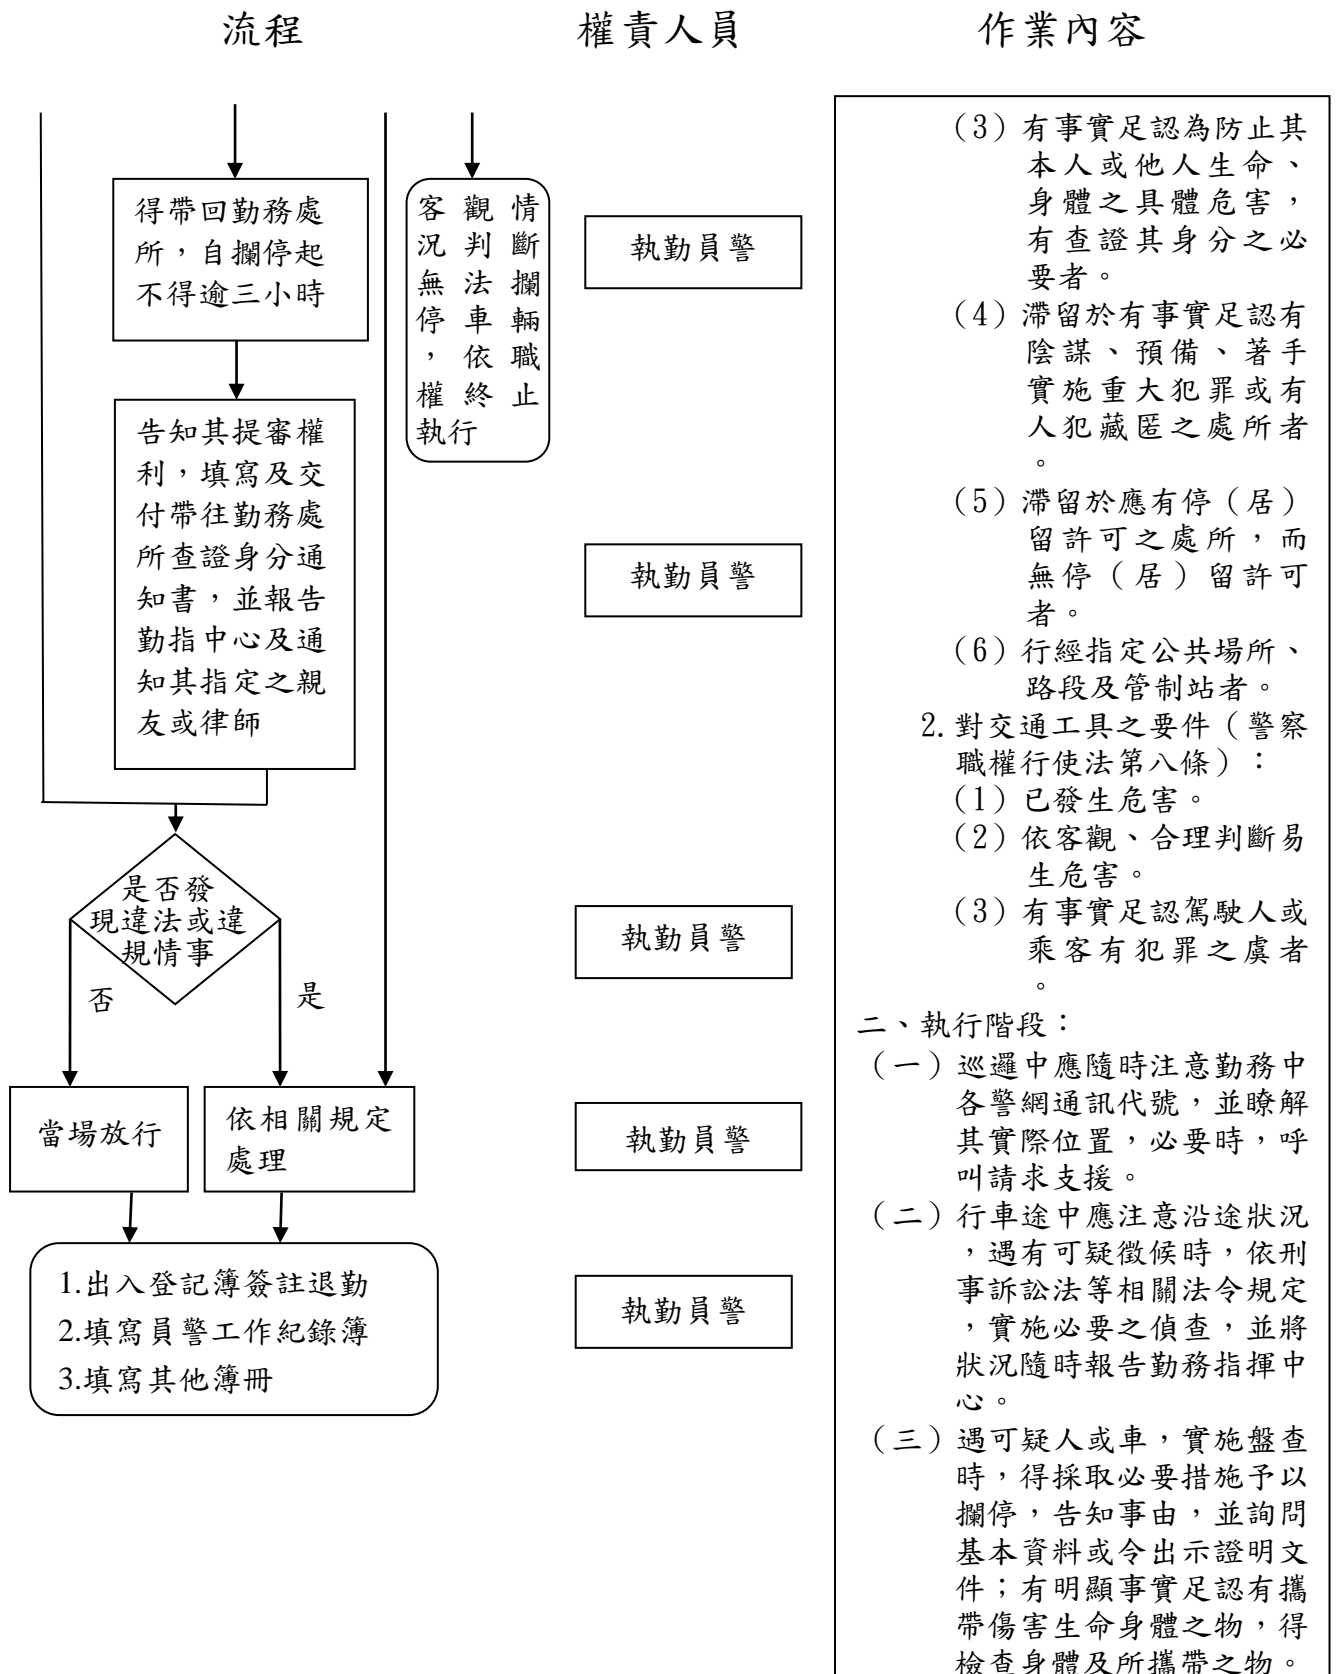 流程
權責人員
作業內容
得帶回勤務處
所，自攔停起
不得逾三小時
告知其提審權
利，填寫及交
付帶往勤務處
所查證身分通
知書，並報告
勤指中心及通
知其指定之親
友或律師
客觀情
況判斷
無法攔
停車輛
，依職
權終止
執行
是否發
現違法或違
規情事
否
是
當場放行
依相關規定
處理
1.出入登記簿簽註退勤
2.填寫員警工作紀錄簿
3.填寫其他簿冊
執勤員警
執勤員警
執勤員警
執勤員警
執勤員警
（3）有事實足認為防止其
本人或他人生命、
身體之具體危害，
有查證其身分之必
要者。
（4）滯留於有事實足認有
陰謀、預備、著手
實施重大犯罪或有
人犯藏匿之處所者
。
（5）滯留於應有停（居）
留許可之處所，而
無停（居）留許可
者。
（6）行經指定公共場所、
路段及管制站者。
2.對交通工具之要件（警察
職權行使法第八條）：
（1）已發生危害。
（2）依客觀、合理判斷易
生危害。
（3）有事實足認駕駛人或
乘客有犯罪之虞者
。
二、執行階段：
（一）巡邏中應隨時注意勤務中
各警網通訊代號，並瞭解
其實際位置，必要時，呼
叫請求支援。
（二）行車途中應注意沿途狀況
，遇有可疑徵候時，依刑
事訴訟法等相關法令規定
，實施必要之偵查，並將
狀況隨時報告勤務指揮中
心。
（三）遇可疑人或車，實施盤查
時，得採取必要措施予以
攔停，告知事由，並詢問
基本資料或令出示證明文
件；有明顯事實足認有攜
帶傷害生命身體之物，得
檢查身體及所攜帶之物。